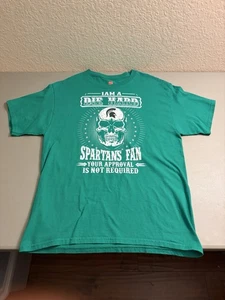 I AM A
DIE HARD
SPARTANS FAN
YOUR APPROVAL
IS NOT REQUIRED